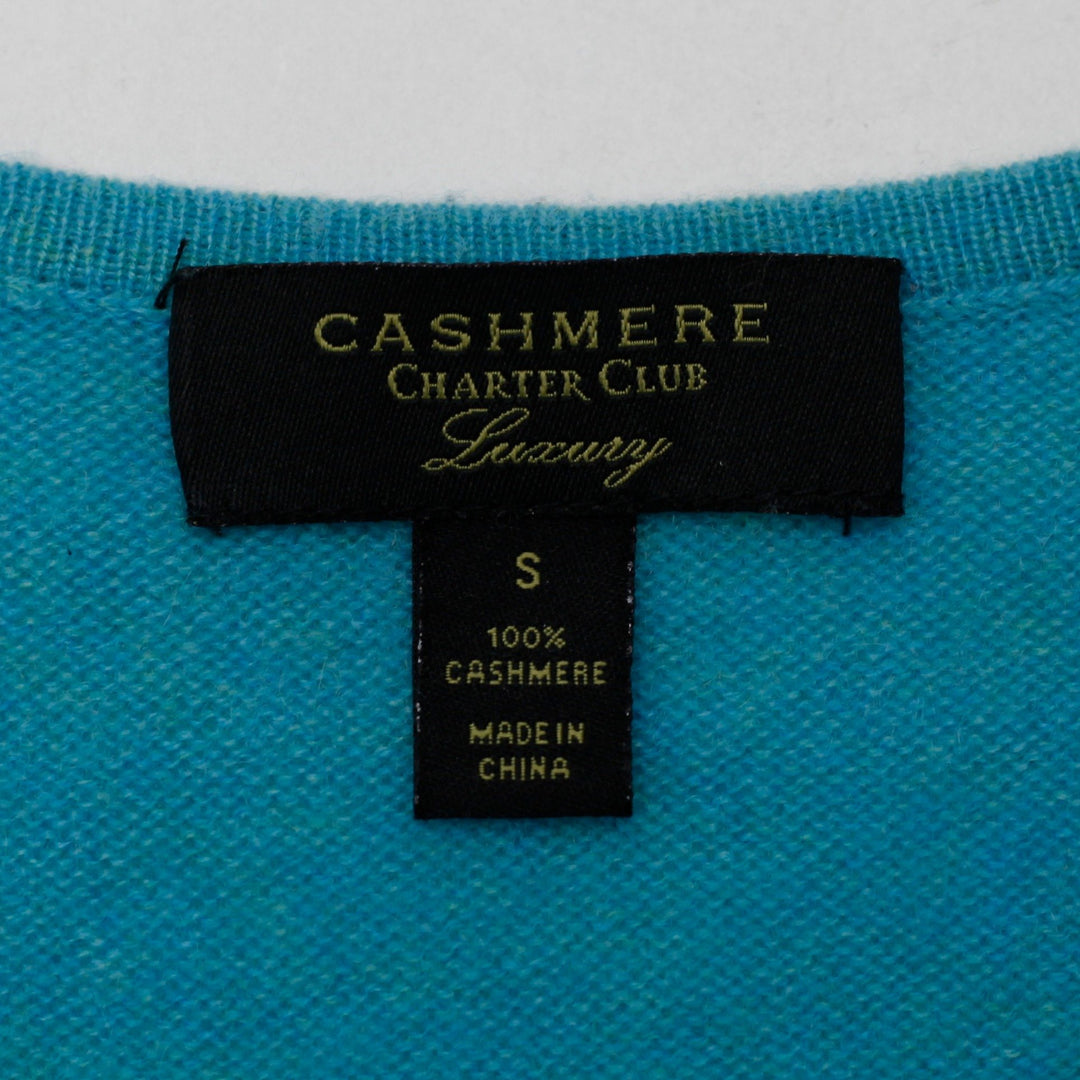 CASHMERE
CHARTER CLUB
Luxury
S
100%
CASHMERE
MADE IN
CHINA